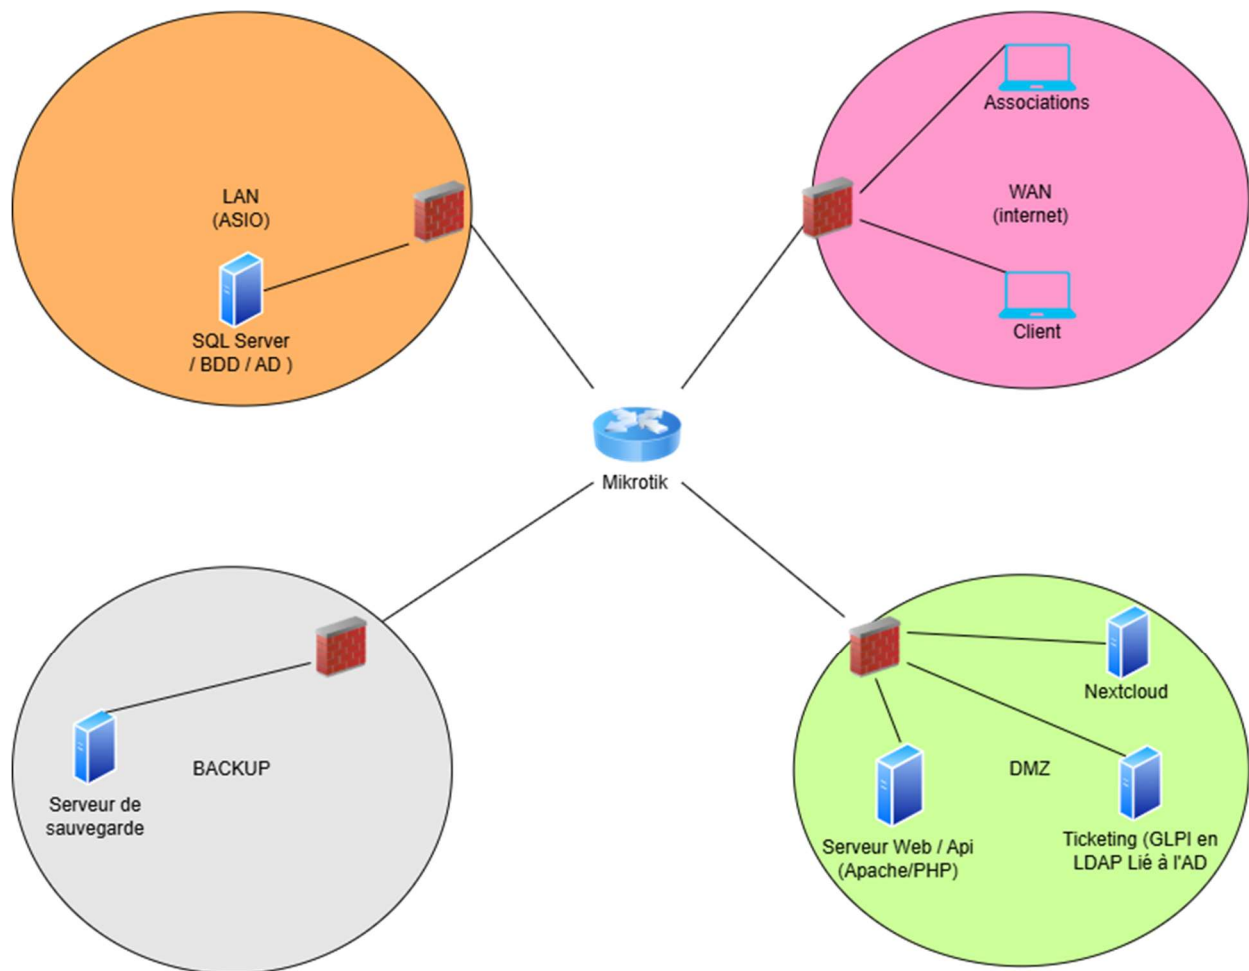 Associations
LAN
(ASIO)
WAN
(internet)
SQL Server
/ BDD / AD )
Client
Mikrotik
Nextcloud
BACKUP
DMZ
Serveur de
sauvegarde
Serveur Web / Api
(Apache/PHP)
Ticketing (GLPI en
LDAP Lié à l'AD